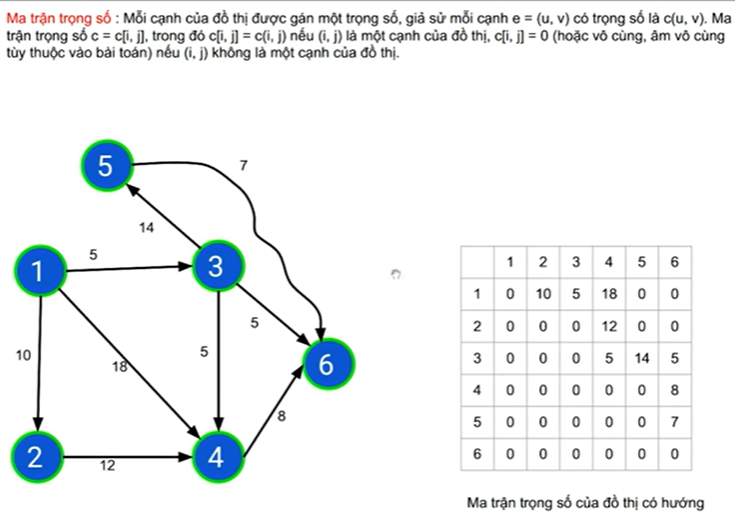 Ma trận trọng số : Mỗi cạnh của đồ thị được gán một trọng số, giả sử mỗi cạnh e = (u, v) có trọng số là c(u, v). Ma
trận trọng số c = c[i, j], trong đó c[i, j] = c(i, j) nếu (i, j) là một cạnh của đồ thị, c[i, j] = 0 (hoặc vô cùng, âm vô cùng
tùy thuộc vào bài toán) nếu (i, j) không là một cạnh của đồ thị.
5
7
14
5
1
3
5
10
18
5
6
8
2
12
4
1 2 3 4 5 6
1 0 10 5 18 0 0
2 0 0 0 12 0 0
3 0 0 0 5 14 5
4 0 0 0 0 0 8
5 0 0 0 0 0 7
6 0 0 0 0 0 0
Ma trận trọng số của đồ thị có hướng